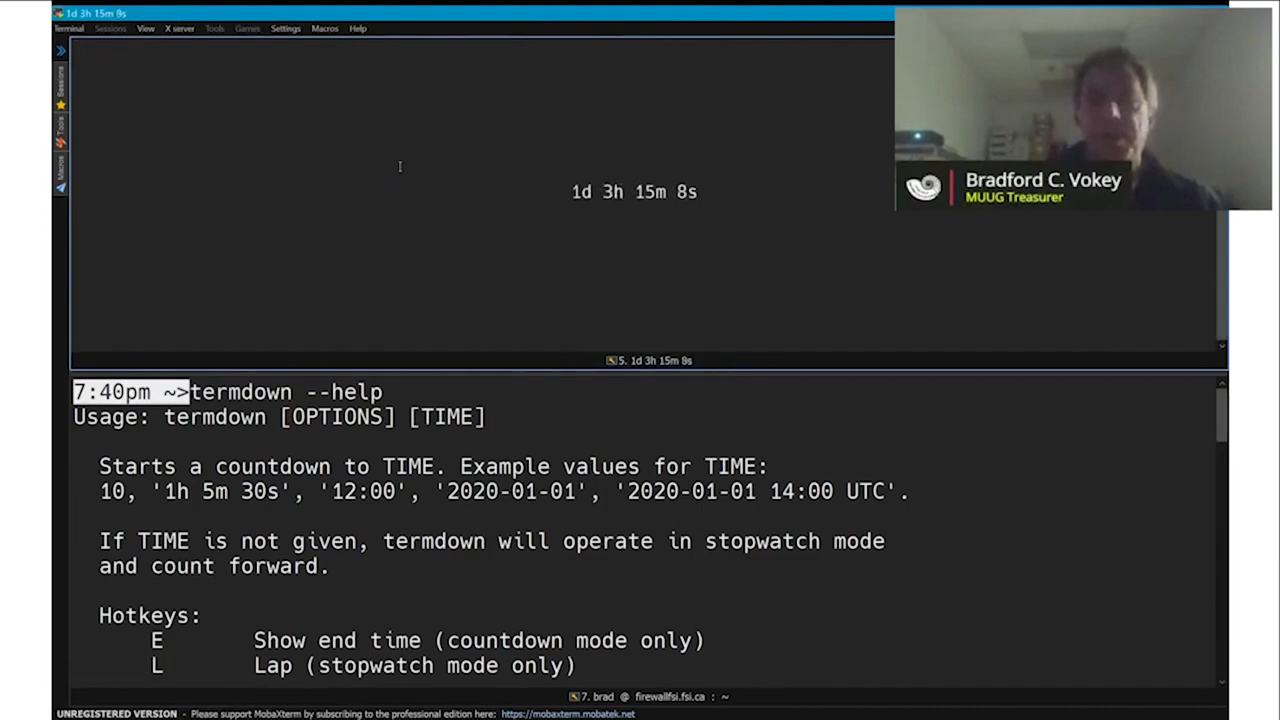 1d 3h 15m 8s
Terminal Sessions View X server Tools Games Settings Macros Help
Sessions
Tools
Macros
1d 3h 15m 8s
Bradford C. Vokey
MUUG Treasurer
5. 1d 3h 15m 8s
7:40pm ~>termdown --help
Usage: termdown [OPTIONS] [TIME]
Starts a countdown to TIME. Example values for TIME:
10, '1h 5m 30s', '12:00', '2020-01-01', '2020-01-01 14:00 UTC'.
If TIME is not given, termdown will operate in stopwatch mode
and count forward.
Hotkeys:
E Show end time (countdown mode only)
L Lap (stopwatch mode only)
7. brad @ firewallfsi.fsi.ca : ~
UNREGISTERED VERSION - Please support MobaXterm by subscribing to the professional edition here: https://mobaxterm.mobatek.net